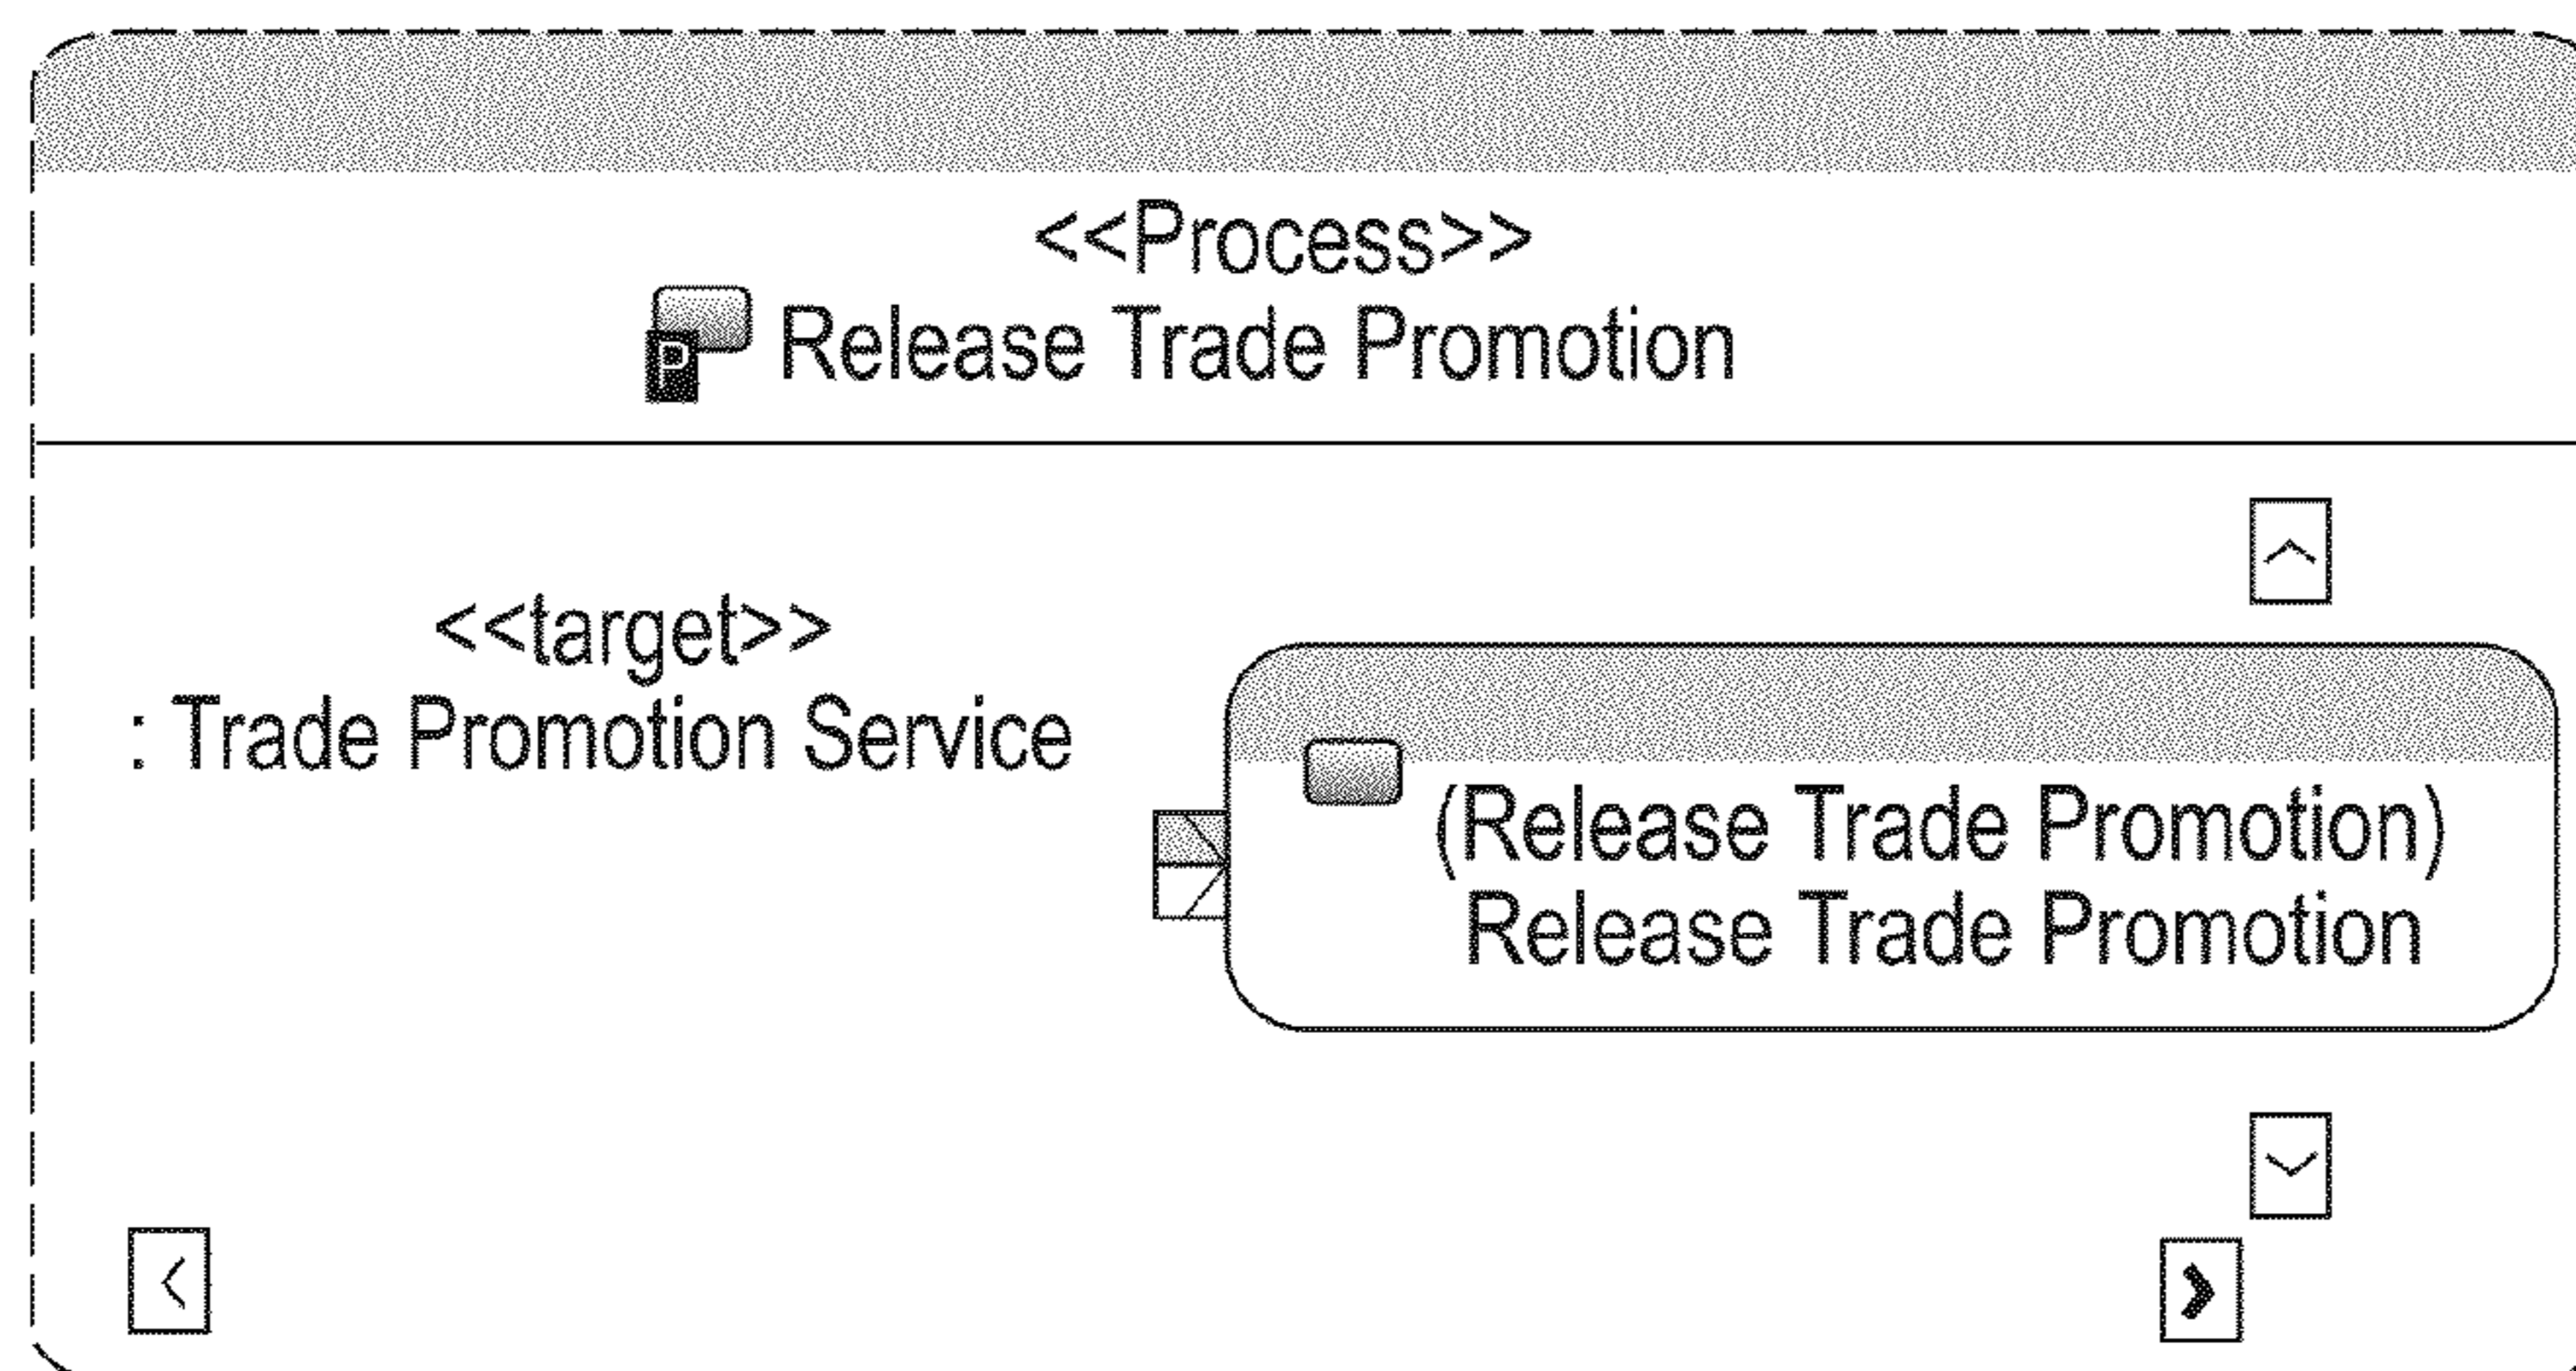 <<Process>>
P Release Trade Promotion
<<target>>
: Trade Promotion Service
(Release Trade Promotion)
Release Trade Promotion